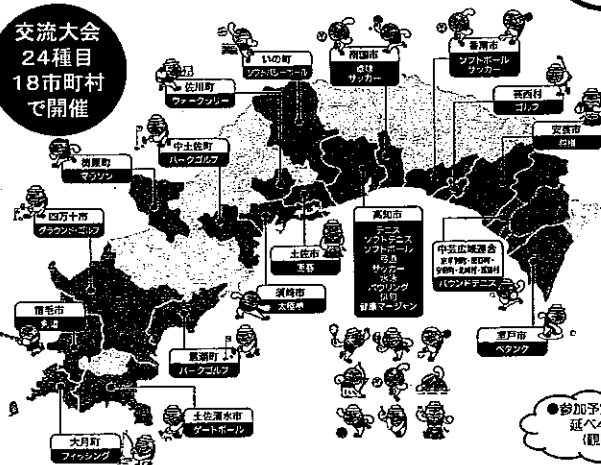 交流大会
24種目
18市町村
で開催
いの町
ソフトバレーボール
南国市
卓球
サッカー
香南市
ソフトボール
サッカー
佐川町
ウォークラリー
芸西村
ゴルフ
中土佐町
パークゴルフ
安芸市
将棋
梼原町
マラソン
四万十市
グラウンド・ゴルフ
高知市
テニス
ソフトテニス
ソフトボール
弓道
サッカー
水泳
ボウリング
俳句
健康マージャン
中芸広域連合
バウンドテニス
土佐市
囲碁
須崎市
太極拳
宿毛市
室戸市
ペタンク
黒潮町
パークゴルフ
土佐清水市
ゲートボール
大月町
フィッシング
●参加予
延べ
(観